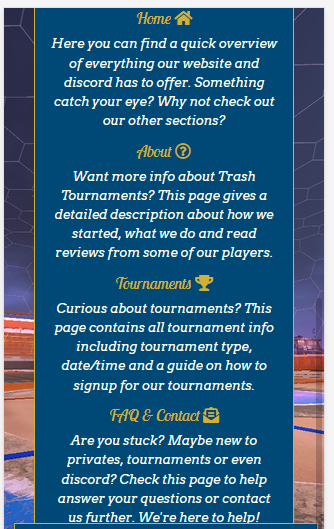 Home
Here you can find a quick overview
of everything our website and
discord has to offer. Something
catch your eye? Why not check out
our other sections?
About
Want more info about Trash
Tournaments? This page gives a
detailed description about how we
started, what we do and read
reviews from some of our players.
Tournaments
Curious about tournaments? This
page contains all tournament info
including tournament type,
date/time and a guide on how to
signup for our tournaments.
FAQ & Contact
Are you stuck? Maybe new to
privates, tournaments or even
discord? Check this page to help
answer your questions or contact
us further. We're here to help!